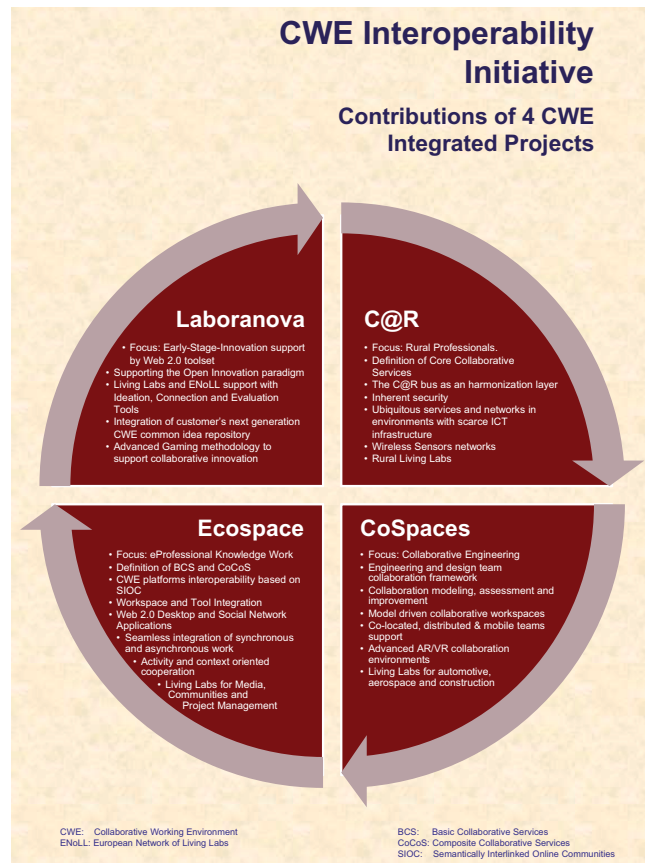 CWE Interoperability
Initiative
Contributions of 4 CWE
Integrated Projects
Laboranova
• Focus: Early-Stage-Innovation support
by Web 2.0 toolset
• Supporting the Open Innovation paradigm
• Living Labs and ENoLL support with
Ideation, Connection and Evaluation
Tools
• Integration of customer's next generation
CWE common idea repository
• Advanced Gaming methodology to
support collaborative innovation
C@R
• Focus: Rural Professionals.
• Definition of Core Collaborative
Services
• The C@R bus as an harmonization layer
• Inherent security
• Ubiquitous services and networks in
environments with scarce ICT
infrastructure
• Wireless Sensors networks
• Rural Living Labs
Ecospace
• Focus: eProfessional Knowledge Work
• Definition of BCS and CoCoS
• CWE platforms interoperability based on
SIOC
• Workspace and Tool Integration
• Web 2.0 Desktop and Social Network
Applications
• Seamless integration of synchronous
and asynchronous work
• Activity and context oriented
cooperation
• Living Labs for Media,
Communities and
Project Management
CoSpaces
• Focus: Collaborative Engineering
• Engineering and design team
collaboration framework
• Collaboration modeling, assessment and
improvement
• Model driven collaborative workspaces
• Co-located, distributed & mobile teams
support
• Advanced AR/VR collaboration
environments
• Living Labs for automotive,
aerospace and construction
CWE: Collaborative Working Environment
ENoLL: European Network of Living Labs
BCS: Basic Collaborative Services
CoCoS: Composite Collaborative Services
SIOC: Semantically Interlinked Online Communities